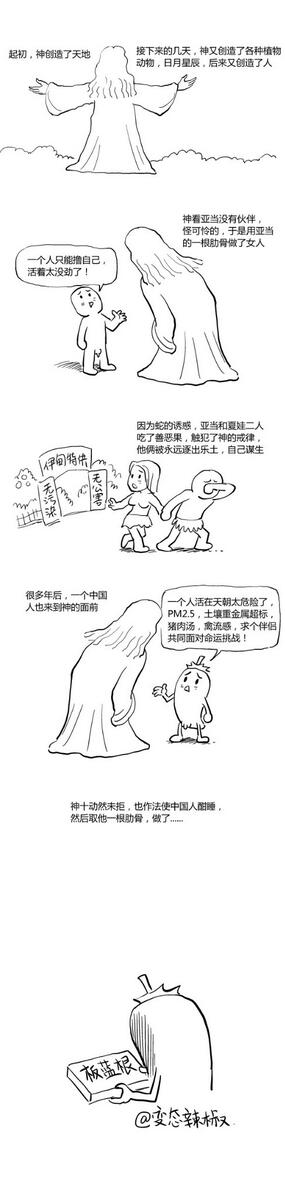 起初，神创造了天地
接下来的几天，神又创造了各种植物
动物，日月星辰，后来又创造了人
神看亚当没有伙伴，
怪可怜的，于是用亚当
的一根肋骨做了女人
一个人只能撸自己，
活着太没劲了！
因为蛇的诱惑，亚当和夏娃二人
吃了善恶果，触犯了神的戒律，
他俩被永远逐出乐土，自己谋生
伊甸特供
无污染
无公害
很多年后，一个中国
人也来到神的面前
一个人活在天朝太危险了，
PM2.5，土壤重金属超标，
猪肉汤，禽流感，求个伴侣
共同面对命运挑战！
神十动然未拒，也作法使中国人酣睡，
然后取他一根肋骨，做了......
板蓝根
@变态辣椒